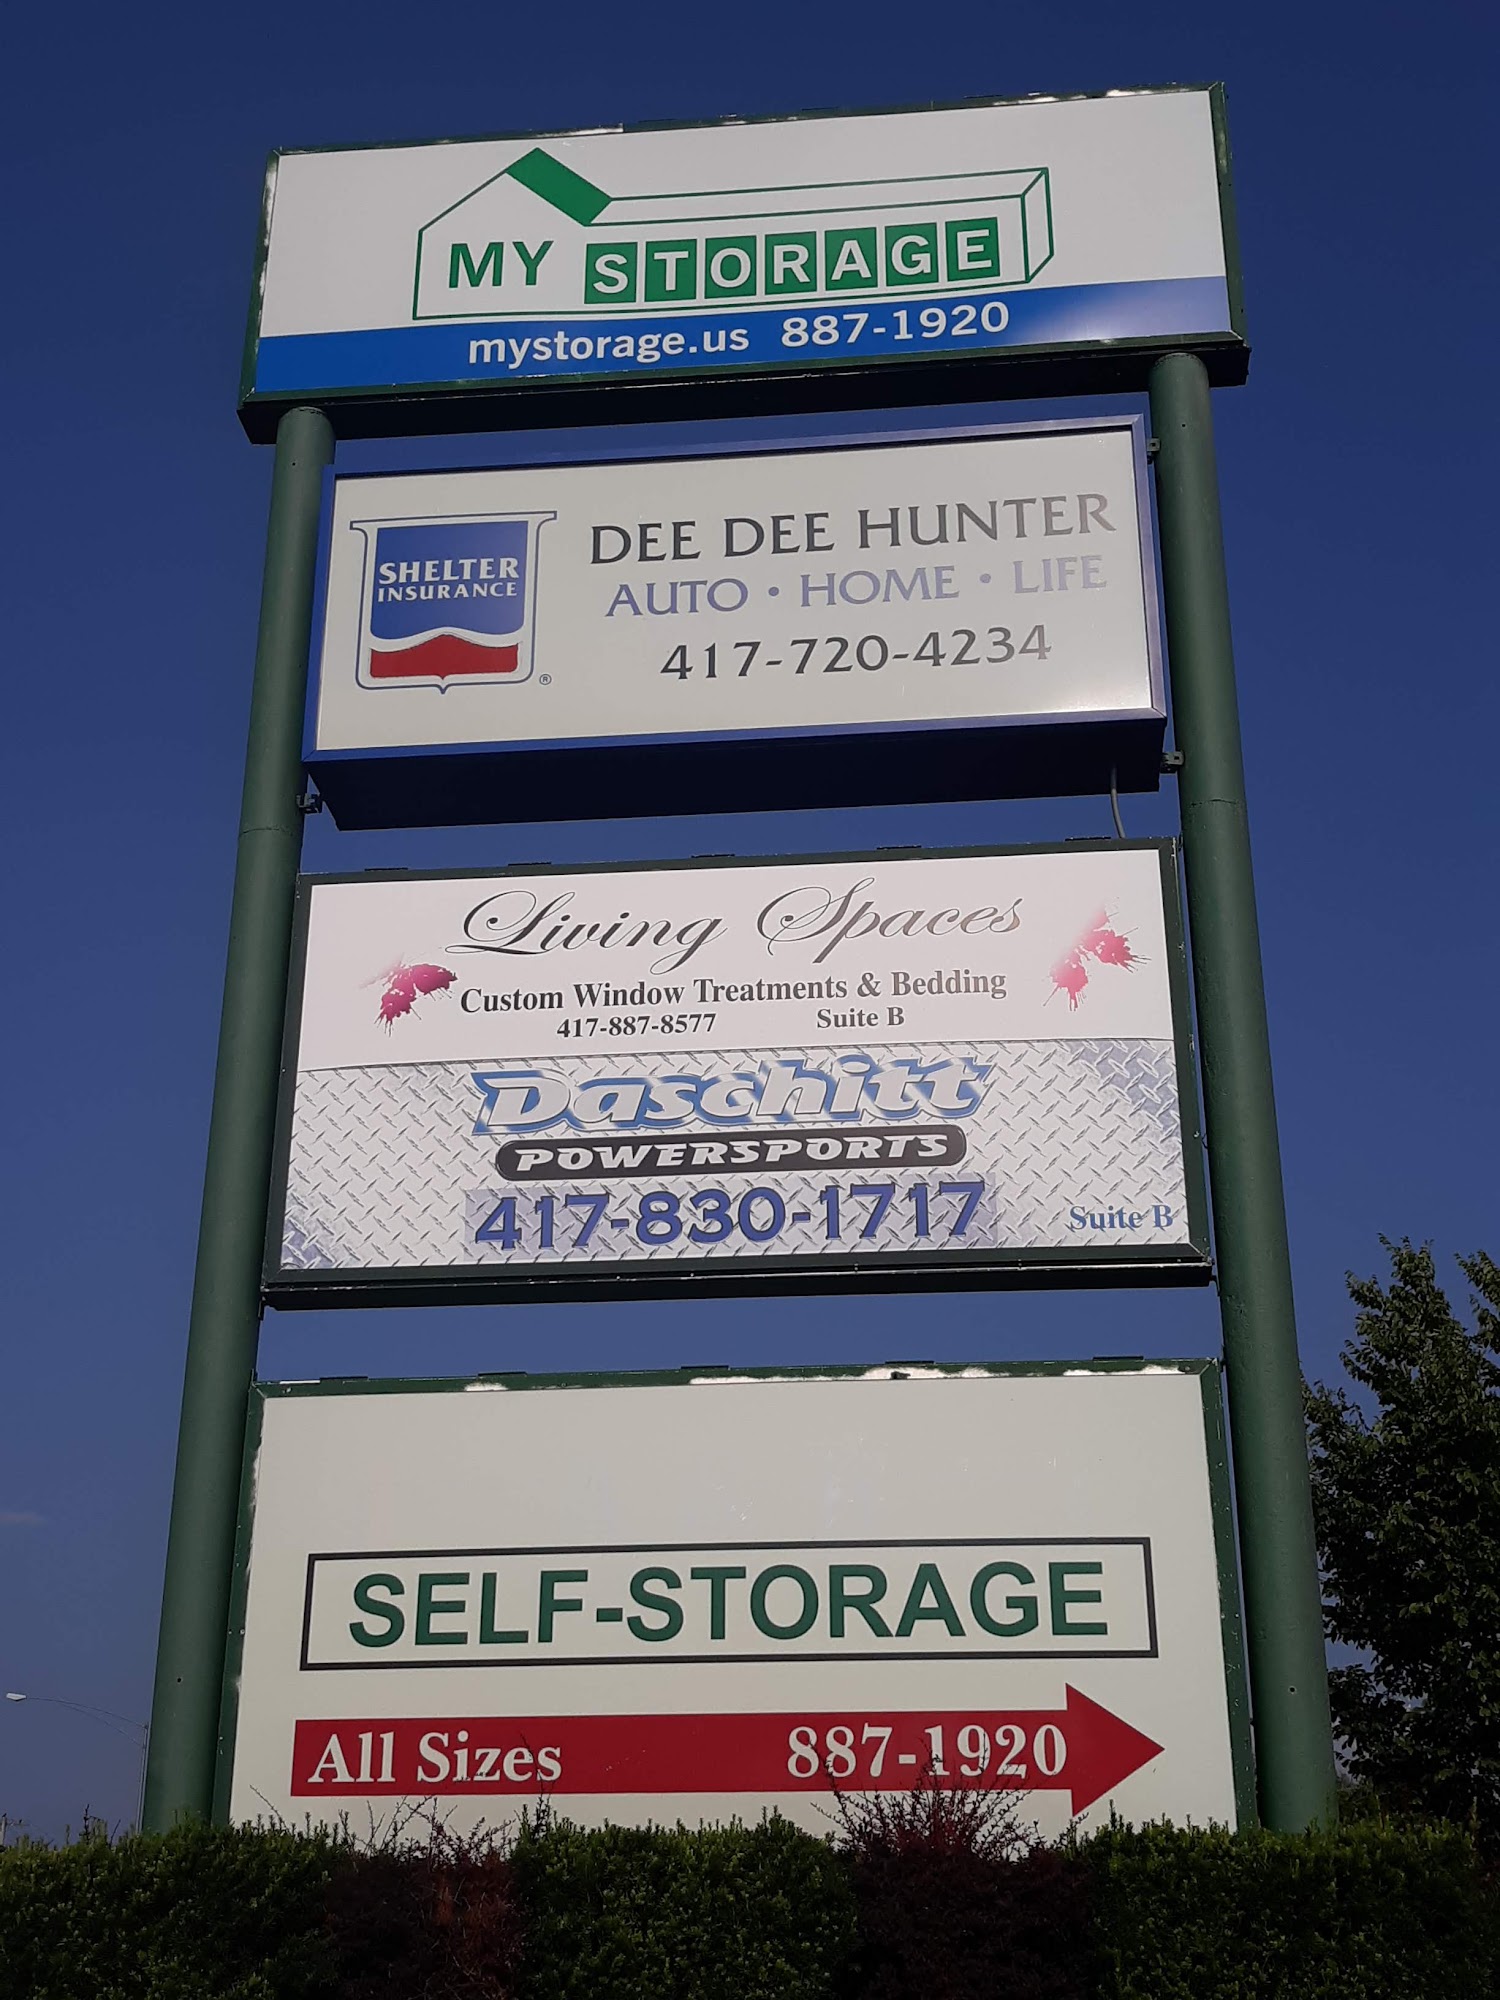 MY STORAGE
mystorage.us 887-1920
SHELTER
INSURANCE
®
DEE DEE HUNTER
AUTO • HOME • LIFE
417-720-4234
Living Spaces
Custom Window Treatments & Bedding
417-887-8577 Suite B
Daschitt
POWERSPORTS
417-830-1717
Suite B
SELF-STORAGE
All Sizes 887-1920